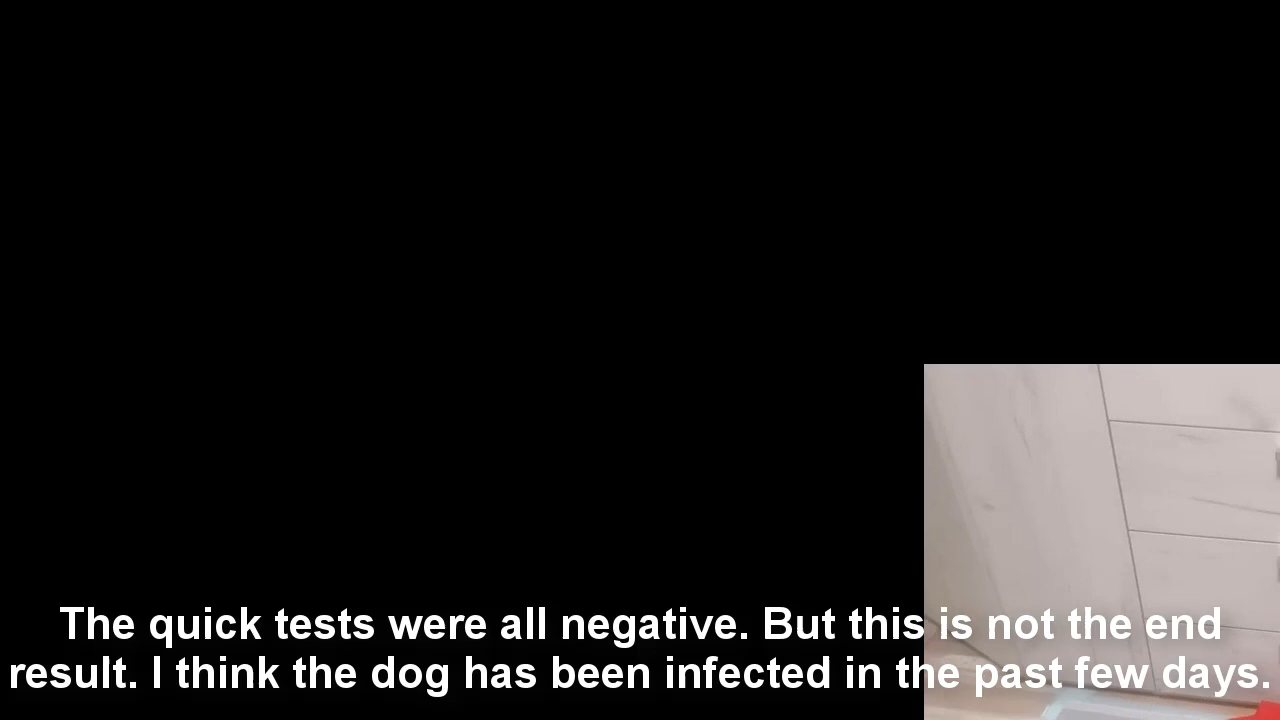 The quick tests were all negative. But this is not the end
result. I think the dog has been infected in the past few days.